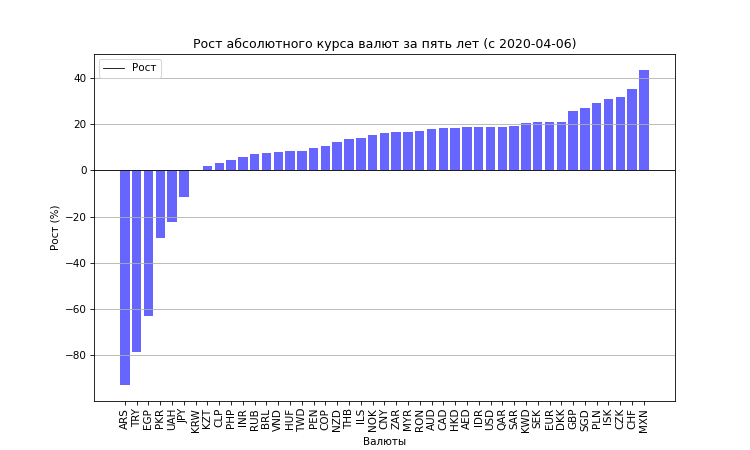 Рост абсолютного курса валют за пять лет (с 2020-04-06)
Рост
Рост (%)
40
20
0
−20
−40
−60
−80
ARS TRY EGP PKR UAH JPY KRW KZT CLP PHP INR RUB BRL VND HUF TWD PEN COP NZD THB ILS NOK CNY ZAR MYR RON AUD CAD HKD AED IDR USD QAR SAR KWD SEK EUR DKK GBP SGD PLN ISK CZK CHF MXN
Валюты